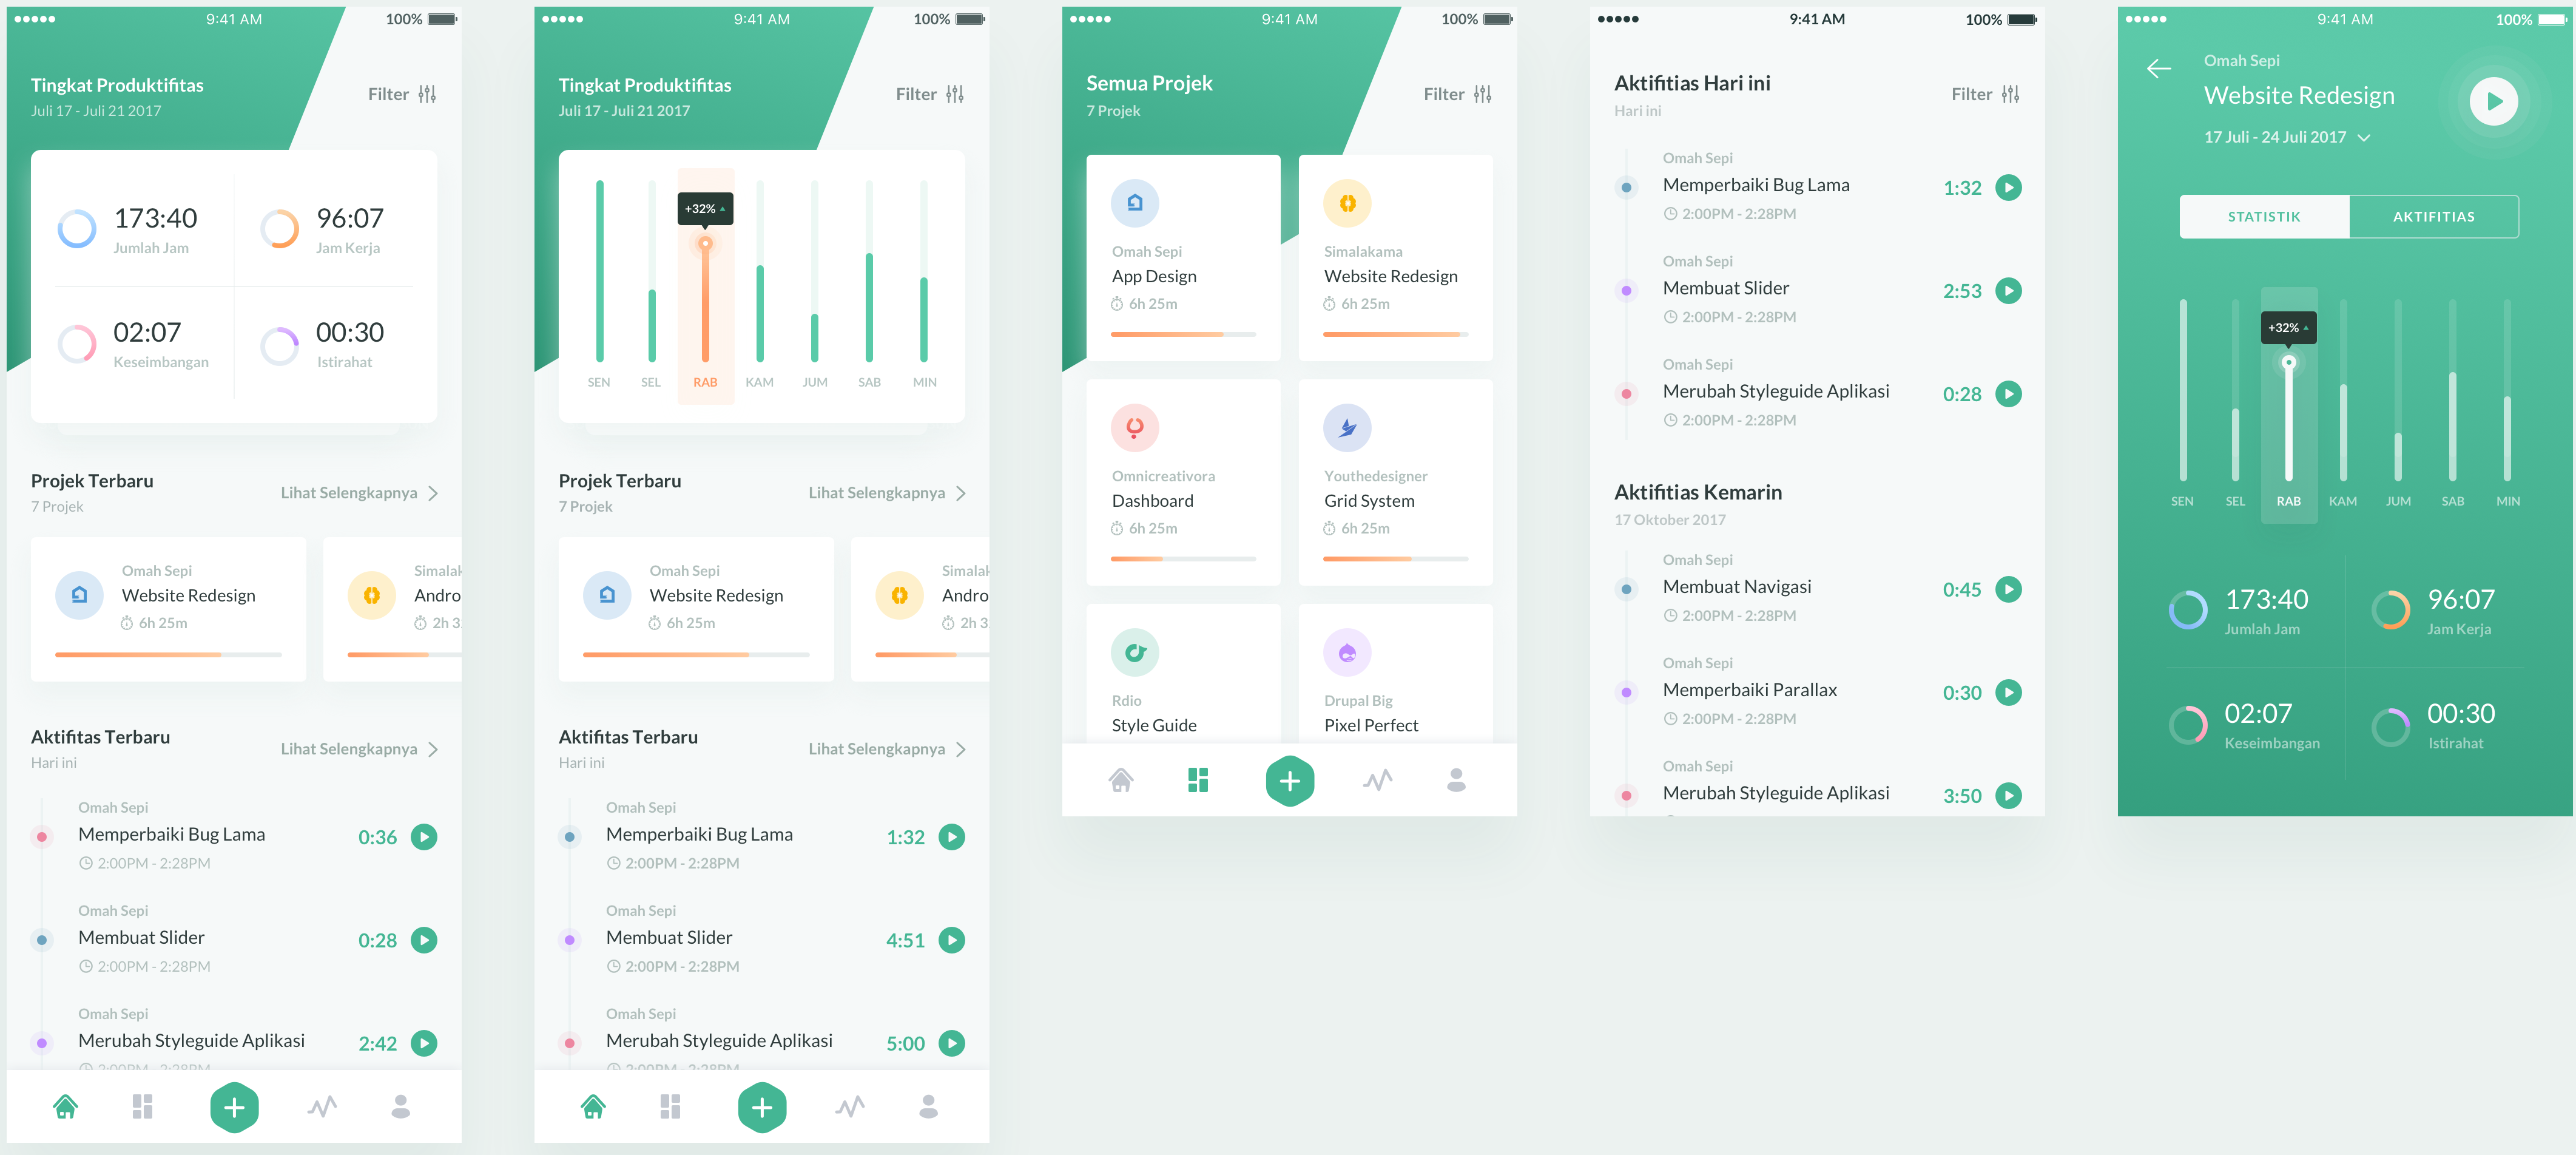 9:41 AM 100%
Tingkat Produktifitas
Juli 17 - Juli 21 2017
Filter
173:40
Jumlah Jam
96:07
Jam Kerja
02:07
Keseimbangan
00:30
Istirahat
Projek Terbaru
7 Projek
Lihat Selengkapnya
Omah Sepi
Website Redesign
6h 25m
Simalak
Andro
2h 3
Aktifitas Terbaru
Hari ini
Lihat Selengkapnya
Omah Sepi
Memperbaiki Bug Lama
2:00PM - 2:28PM
0:36
Omah Sepi
Membuat Slider
2:00PM - 2:28PM
0:28
Omah Sepi
Merubah Styleguide Aplikasi
2:42
2:00PM - 2:28PM
9:41 AM 100%
Tingkat Produktifitas
Juli 17 - Juli 21 2017
Filter
+32%
SEN SEL RAB KAM JUM SAB MIN
Projek Terbaru
7 Projek
Lihat Selengkapnya
Omah Sepi
Website Redesign
6h 25m
Simalak
Andro
2h 3
Aktifitas Terbaru
Hari ini
Lihat Selengkapnya
Omah Sepi
Memperbaiki Bug Lama
2:00PM - 2:28PM
1:32
Omah Sepi
Membuat Slider
2:00PM - 2:28PM
4:51
Omah Sepi
Merubah Styleguide Aplikasi
5:00
2:00PM - 2:28PM
9:41 AM 100%
Semua Projek
7 Projek
Filter
Omah Sepi
App Design
6h 25m
Simalakama
Website Redesign
6h 25m
Omnicreativora
Dashboard
6h 25m
Youthedesigner
Grid System
6h 25m
Rdio
Style Guide
Drupal Big
Pixel Perfect
9:41 AM 100%
Aktifitias Hari ini
Hari ini
Filter
Omah Sepi
Memperbaiki Bug Lama
2:00PM - 2:28PM
1:32
Omah Sepi
Membuat Slider
2:00PM - 2:28PM
2:53
Omah Sepi
Merubah Styleguide Aplikasi
2:00PM - 2:28PM
0:28
Aktifitias Kemarin
17 Oktober 2017
Omah Sepi
Membuat Navigasi
2:00PM - 2:28PM
0:45
Omah Sepi
Memperbaiki Parallax
2:00PM - 2:28PM
0:30
Omah Sepi
Merubah Styleguide Aplikasi
3:50
9:41 AM 100%
Omah Sepi
Website Redesign
17 Juli - 24 Juli 2017
STATISTIK AKTIFITIAS
+32%
SEN SEL RAB KAM JUM SAB MIN
173:40
Jumlah Jam
96:07
Jam Kerja
02:07
Keseimbangan
00:30
Istirahat